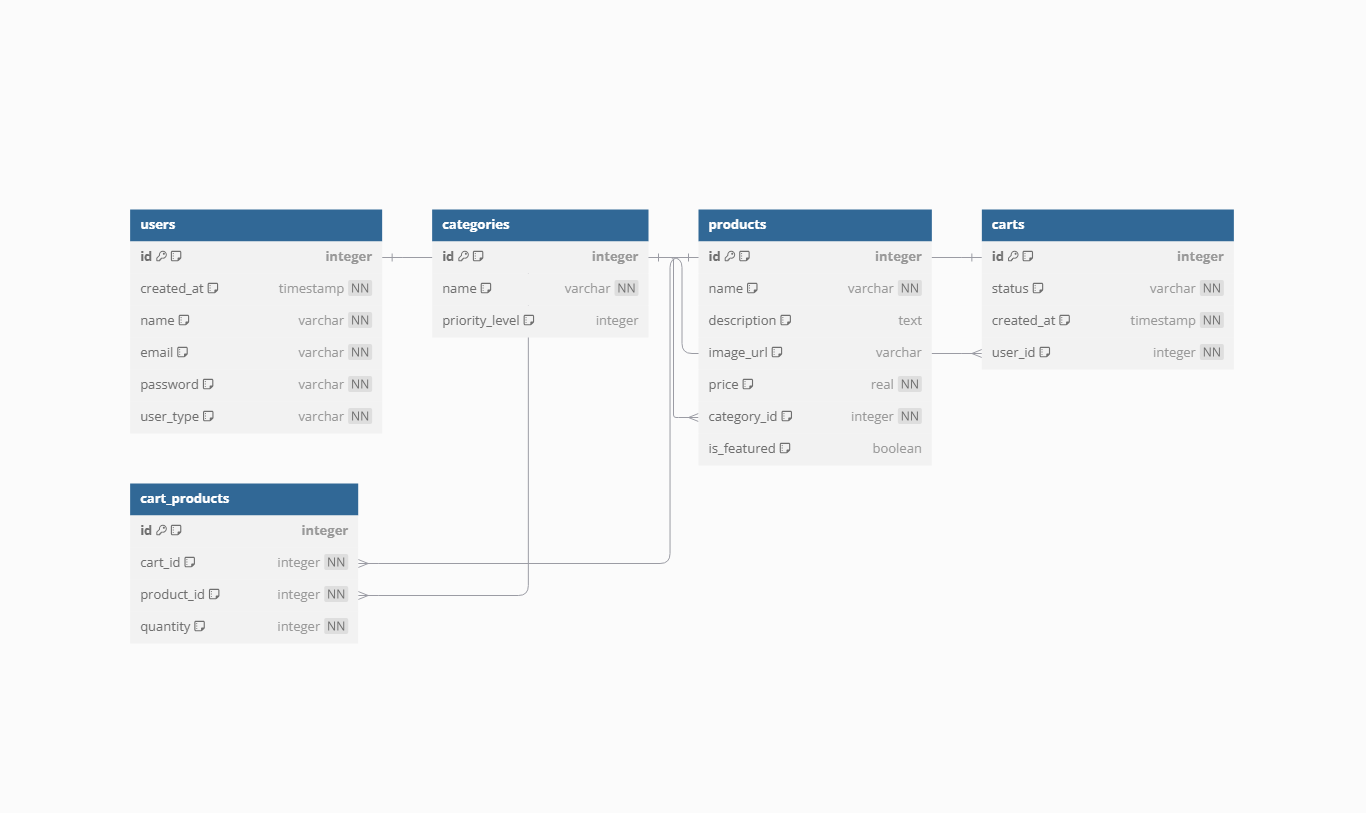 users
id integer
created_at timestamp NN
name varchar NN
email varchar NN
password varchar NN
user_type varchar NN
categories
id integer
name varchar NN
priority_level integer
products
id integer
name varchar NN
description text
image_url varchar
price real NN
category_id integer NN
is_featured boolean
carts
id integer
status varchar NN
created_at timestamp NN
user_id integer NN
cart_products
id integer
cart_id integer NN
product_id integer NN
quantity integer NN